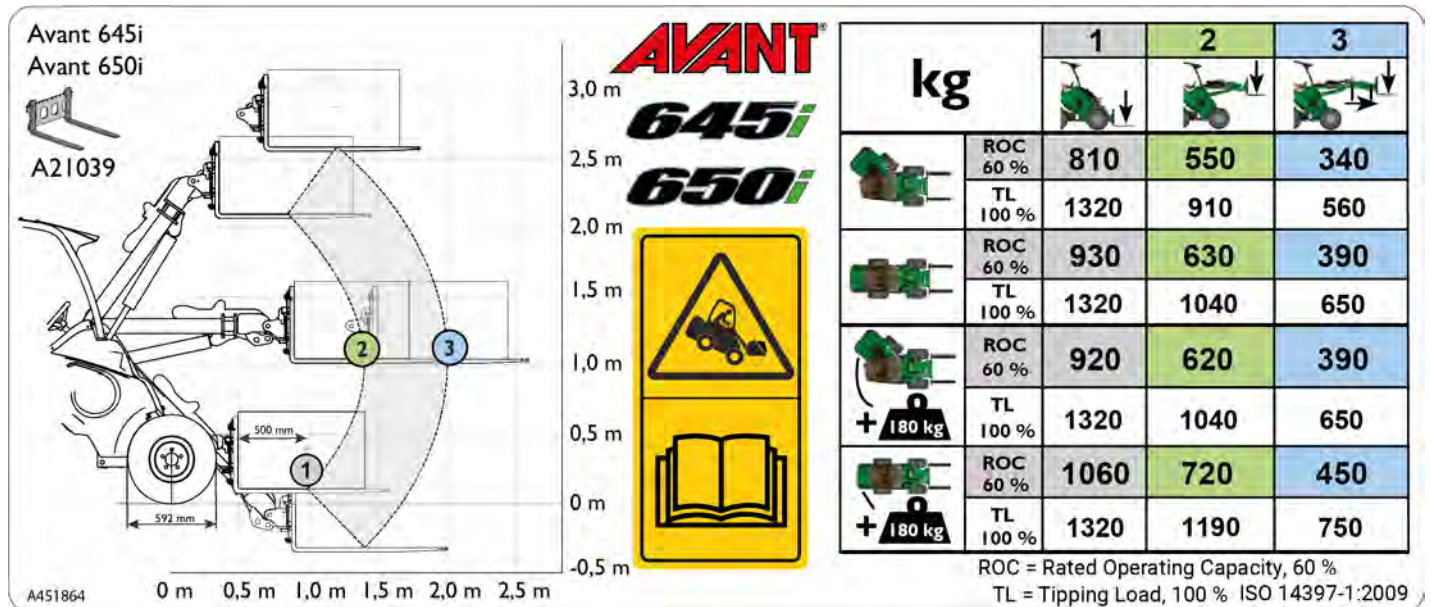 Avant 645i
Avant 650i
A21039
3,0 m
2,5 m
2,0 m
1,5 m
1,0 m
0,5 m
0 m
-0,5 m
2
3
500 mm
1
592 mm
A451864
0 m 0,5 m 1,0 m 1,5 m 2,0 m 2,5 m
AVANT®
645i
650i
kg 1 2 3
ROC 60 % 810 550 340
TL 100 % 1320 910 560
ROC 60 % 930 630 390
TL 100 % 1320 1040 650
ROC 60 % 920 620 390
+ 180 kg TL 100 % 1320 1040 650
ROC 60 % 1060 720 450
+ 180 kg TL 100 % 1320 1190 750
ROC = Rated Operating Capacity, 60 %
TL = Tipping Load, 100 % ISO 14397-1:2009